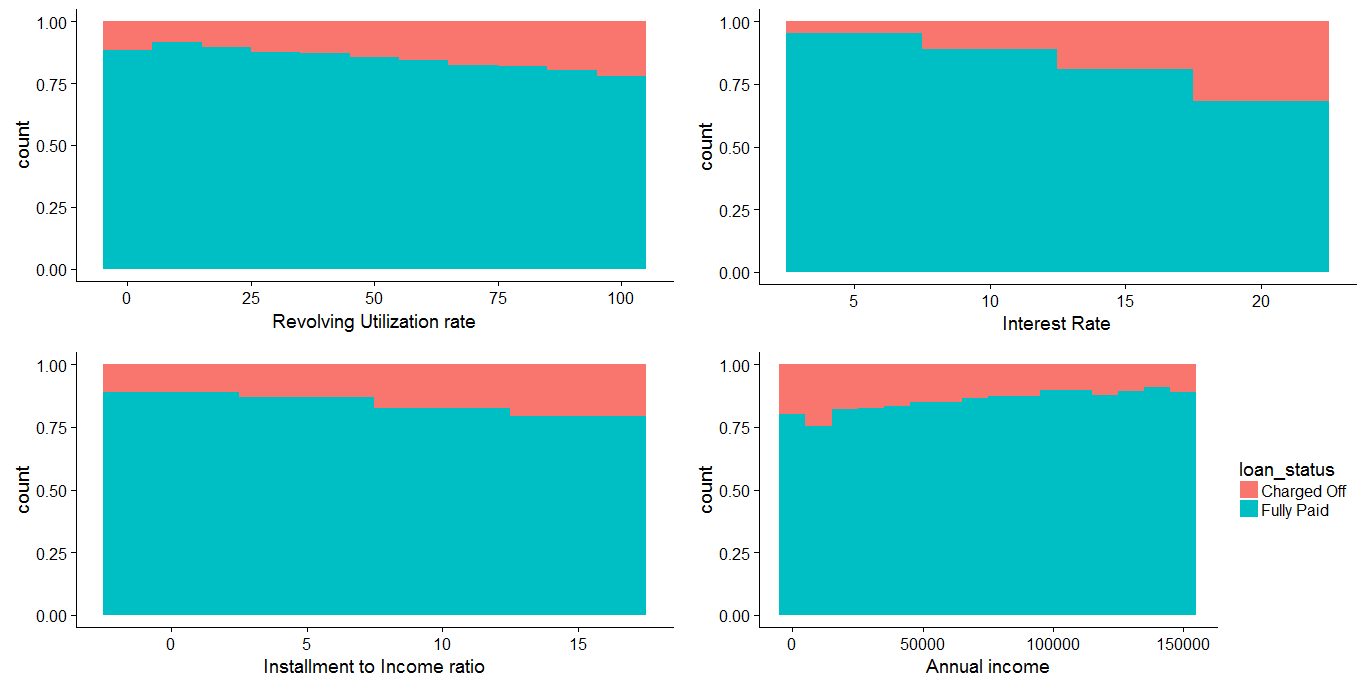 1.00
0.75
0.50
0.25
0.00
count
0 25 50 75 100
Revolving Utilization rate
1.00
0.75
0.50
0.25
0.00
count
5 10 15 20
Interest Rate
1.00
0.75
0.50
0.25
0.00
count
0 5 10 15
Installment to Income ratio
1.00
0.75
0.50
0.25
0.00
count
0 50000 100000 150000
Annual income
loan_status
Charged Off
Fully Paid